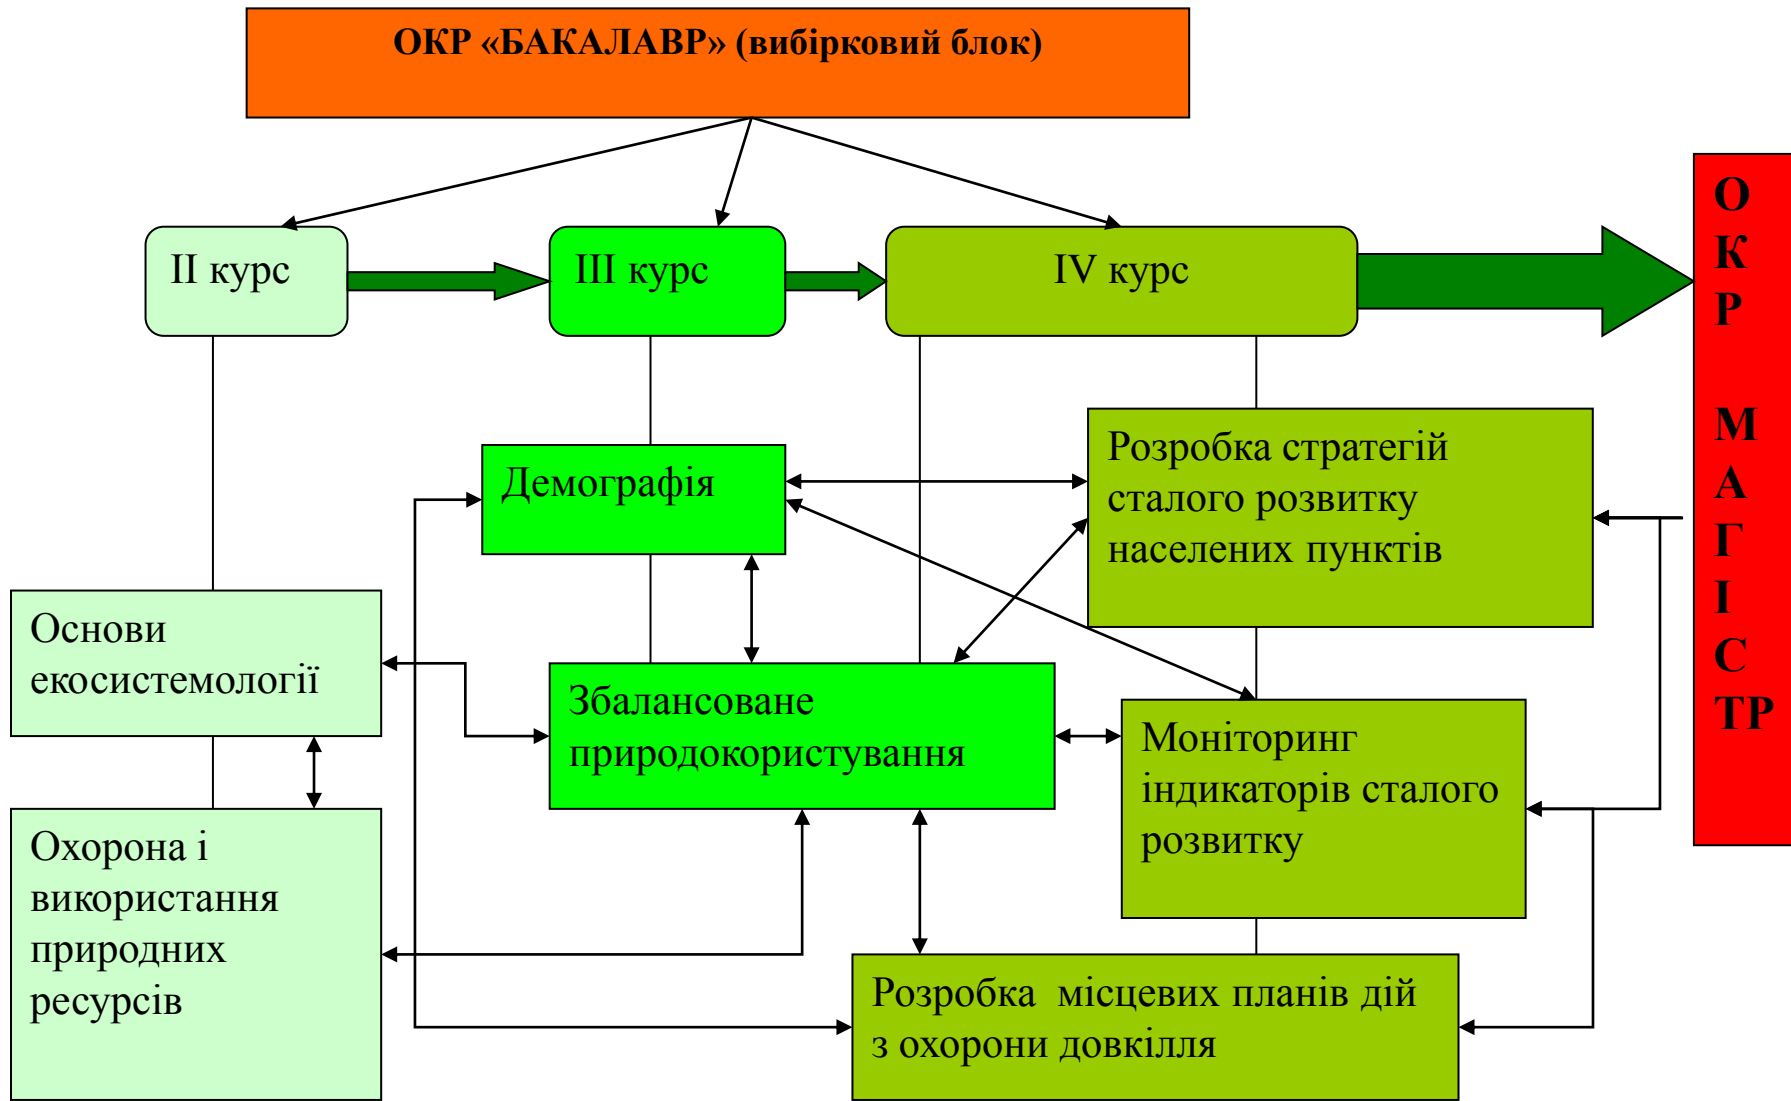 ОКР «БАКАЛАВР» (вибірковий блок)
II курс
III курс
IV курс
О
К
Р
М
А
Г
І
С
ТР
Демографія
Розробка стратегій
сталого розвитку
населених пунктів
Основи
екосистемології
Збалансоване
природокористування
Моніторинг
індикаторів сталого
розвитку
Охорона і
використання
природних
ресурсів
Розробка місцевих планів дій
з охорони довкілля